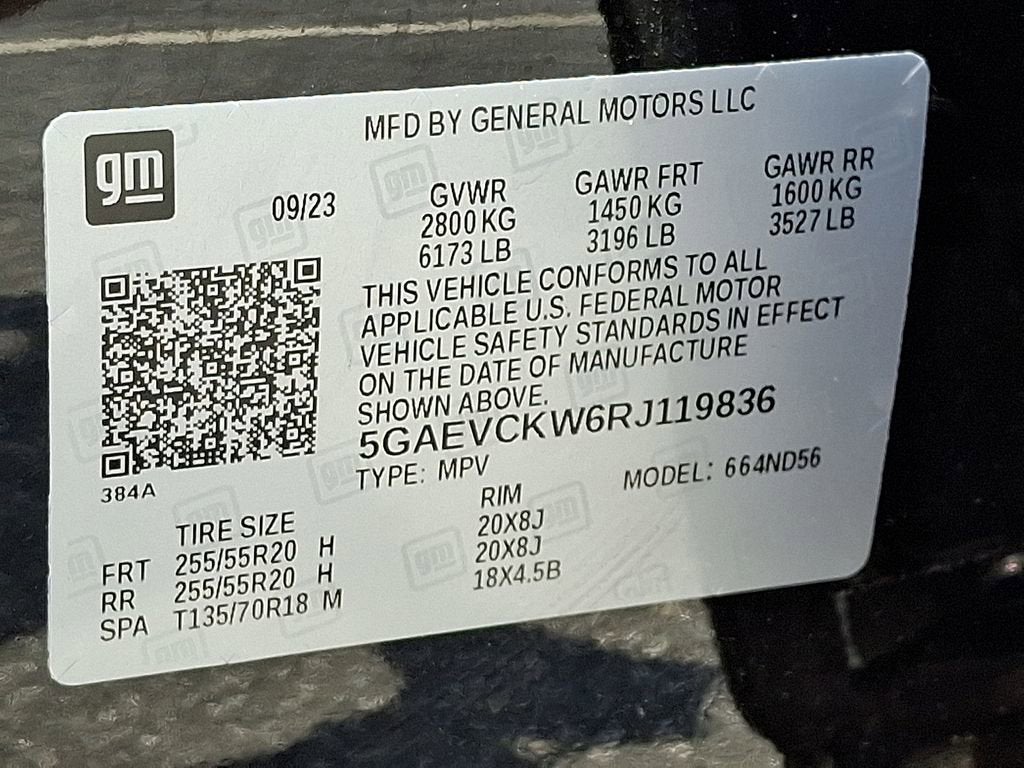 gm
MFD BY GENERAL MOTORS LLC
09/23
GVWR GAWR FRT GAWR RR
2800 KG 1450 KG 1600 KG
6173 LB 3196 LB 3527 LB
THIS VEHICLE CONFORMS TO ALL
APPLICABLE U.S. FEDERAL MOTOR
VEHICLE SAFETY STANDARDS IN EFFECT
ON THE DATE OF MANUFACTURE
SHOWN ABOVE.
5GAEVCKW6RJ119836
TYPE: MPV MODEL: 664ND56
384A
TIRE SIZE RIM
FRT 255/55R20 H 20X8J
RR 255/55R20 H 20X8J
SPA T135/70R18 M 18X4.5B